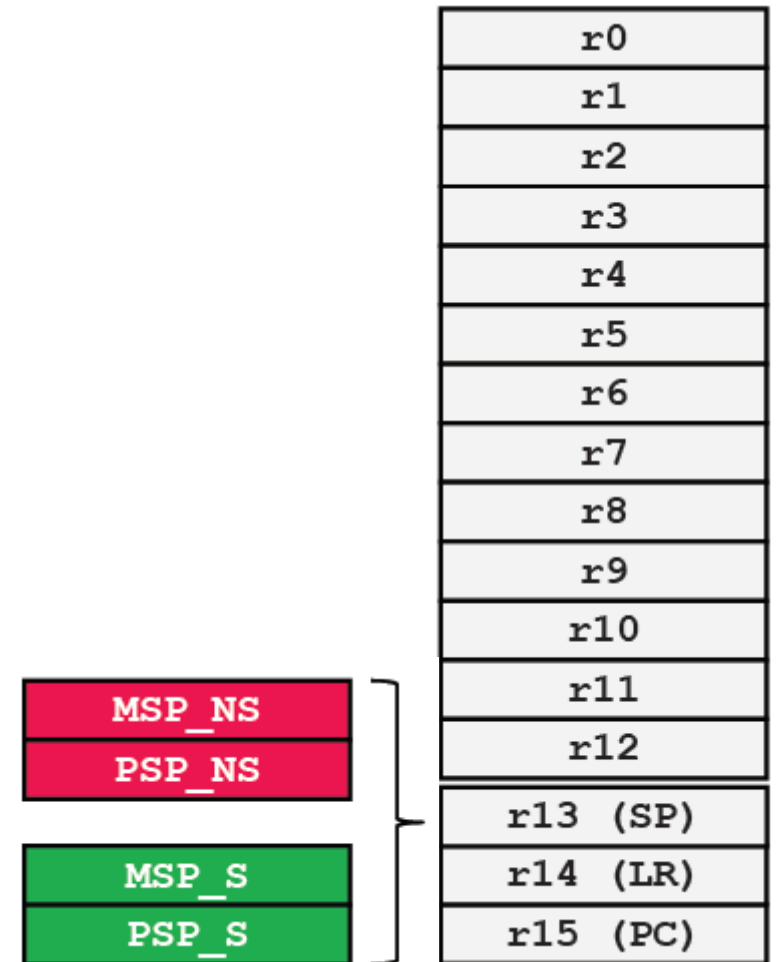 r0
r1
r2
r3
r4
r5
r6
r7
r8
r9
r10
r11
r12
r13 (SP)
r14 (LR)
r15 (PC)
MSP_NS
PSP_NS
MSP_S
PSP_S